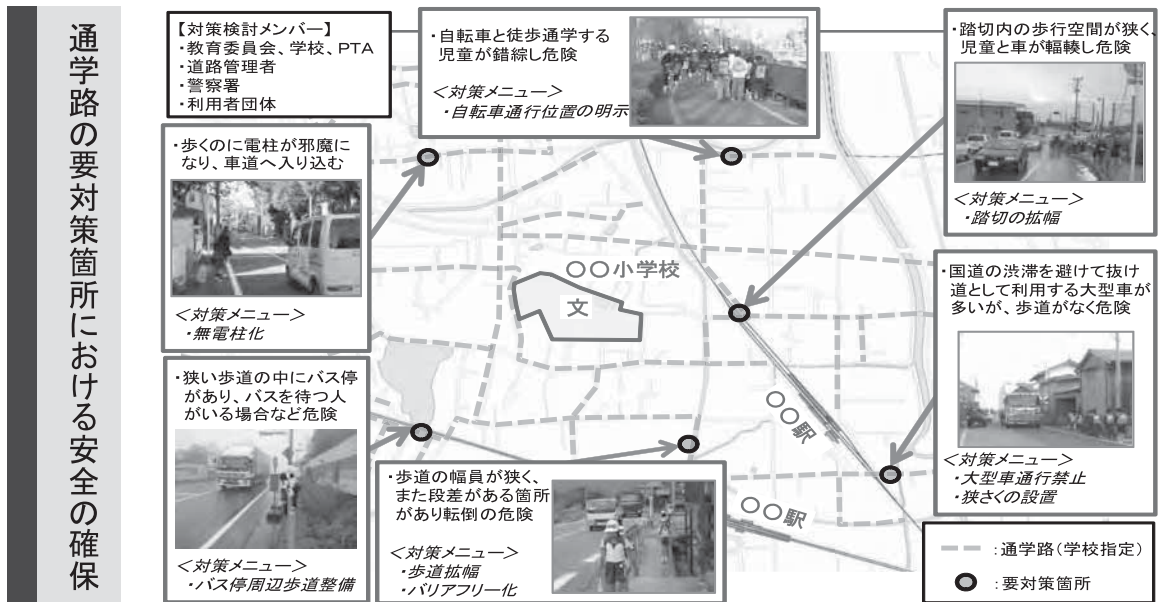 通学路の要対策箇所における安全の確保
【対策検討メンバー】
・教育委員会、学校、PTA
・道路管理者
・警察署
・利用者団体
・自転車と徒歩通学する
児童が錯綜し危険
<対策メニュー>
・自転車通行位置の明示
・踏切内の歩行空間が狭く、
児童と車が輻輳し危険
<対策メニュー>
・踏切の拡幅
・歩くのに電柱が邪魔に
なり、車道へ入り込む
<対策メニュー>
・無電柱化
〇〇小学校
文
・国道の渋滞を避けて抜け
道として利用する大型車が
多いが、歩道がなく危険
<対策メニュー>
・大型車通行禁止
・狭さくの設置
・狭い歩道の中にバス停
があり、バスを待つ人
がいる場合など危険
<対策メニュー>
・バス停周辺歩道整備
・歩道の幅員が狭く、
また段差がある箇所
があり転倒の危険
<対策メニュー>
・歩道拡幅
・バリアフリー化
〇〇駅
〇〇駅
:通学路(学校指定)
:要対策箇所